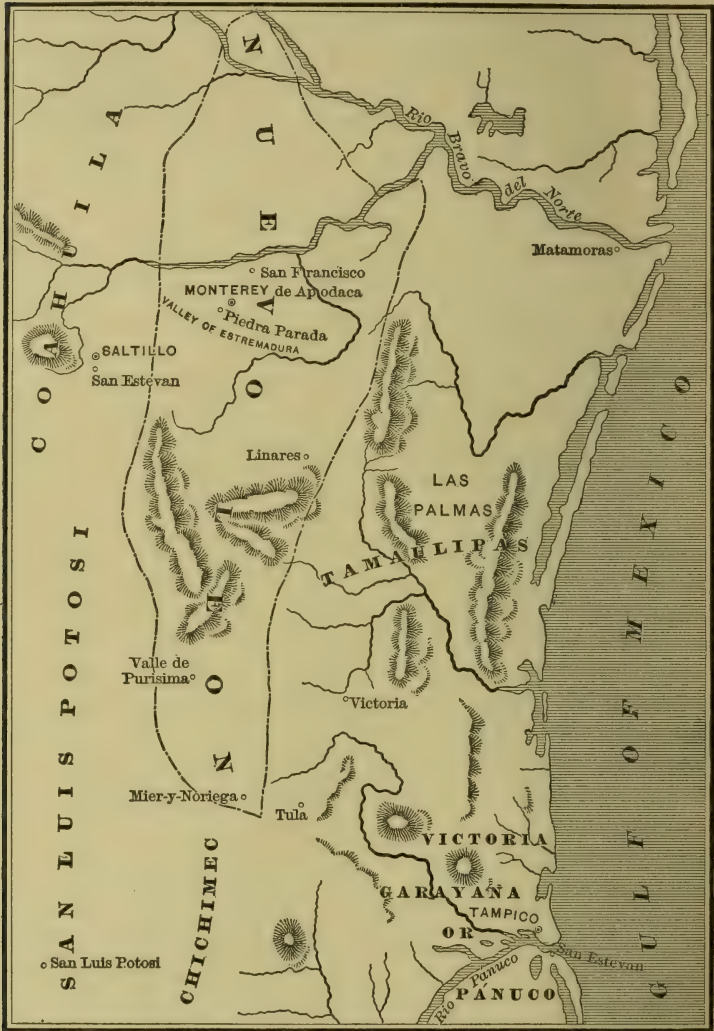 NUEVO LEON
COAHUILA
Rio Bravo del Norte
Matamoras
San Francisco
de Apodaca
MONTEREY
Piedra Parada
VALLEY OF ESTREMADURA
SALTILLO
San Estevan
Linares
LAS
PALMAS
TAMAULIPAS
GULF OF MEXICO
SAN LUIS POTOSI
Valle de
Purisima
Victoria
Mier-y-Noriega
Tula
VICTORIA
GARAYAÑA
OR
PÁNUCO
TAMPICO
San Estevan
Rio Pánuco
CHICHIMEC
San Luis Potosi